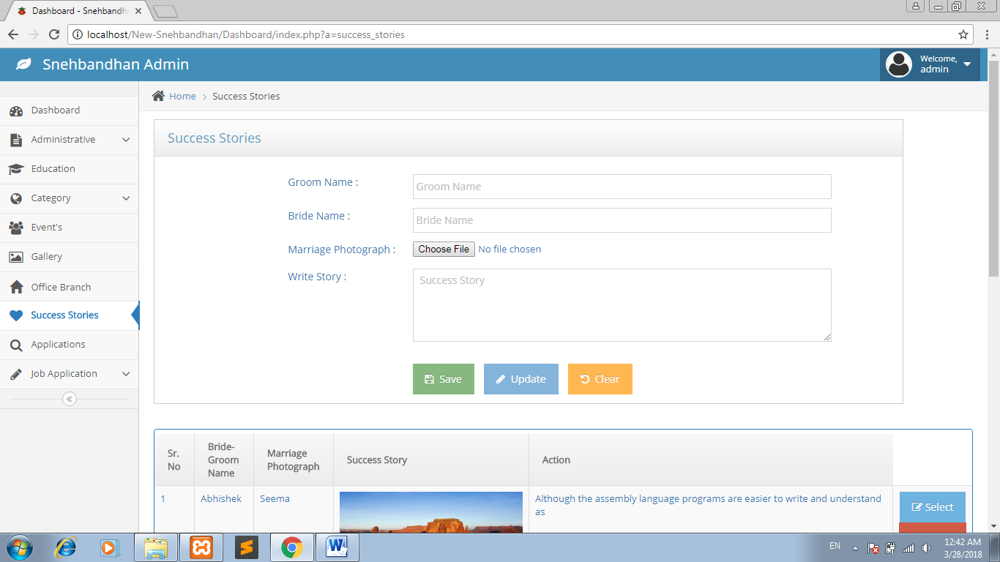 Dashboard - Snehbandha
localhost/New-Snehbandhan/Dashboard/index.php?a=success_stories
Snehbandhan Admin
Welcome,
admin
Dashboard
Administrative
Education
Category
Event's
Gallery
Office Branch
Success Stories
Applications
Job Application
Home > Success Stories
Success Stories
Groom Name :
Groom Name
Bride Name :
Bride Name
Marriage Photograph :
Choose File No file chosen
Write Story :
Success Story
Save Update Clear
Sr.
No
Bride-
Groom
Name
Marriage
Photograph
Success Story
Action
1
Abhishek
Seema
Although the assembly language programs are easier to write and understand
as
Select
EN
12:42 AM
3/28/2018